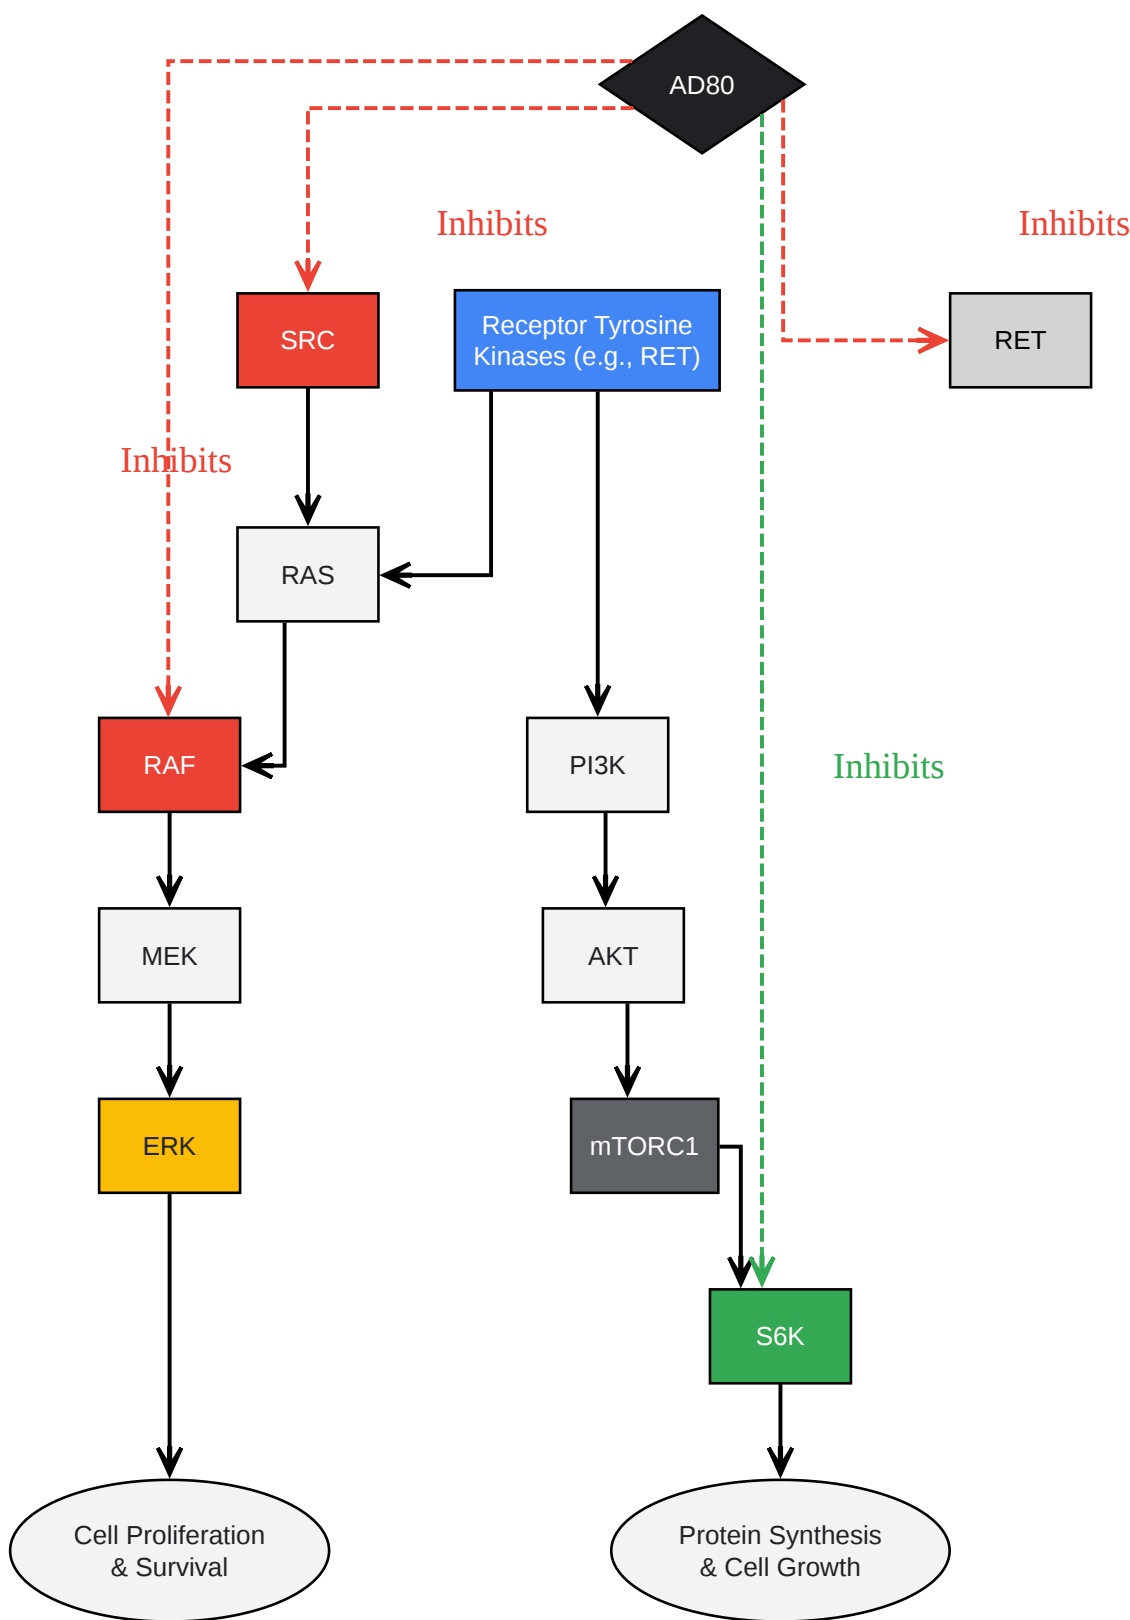 AD80
Inhibits
Inhibits
SRC
Receptor Tyrosine
Kinases (e.g., RET)
RET
Inhibits
RAS
RAF
PI3K
Inhibits
MEK
AKT
ERK
mTORC1
S6K
Cell Proliferation
& Survival
Protein Synthesis
& Cell Growth